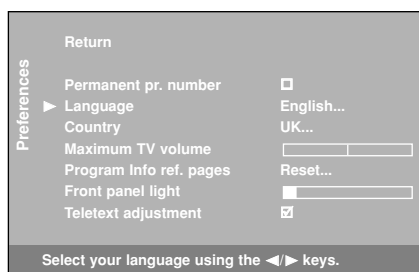 Preferences
Return
Permanent pr. number
Language English...
Country UK...
Maximum TV volume
Program Info ref. pages Reset...
Front panel light
Teletext adjustment
Select your language using the ◄/► keys.